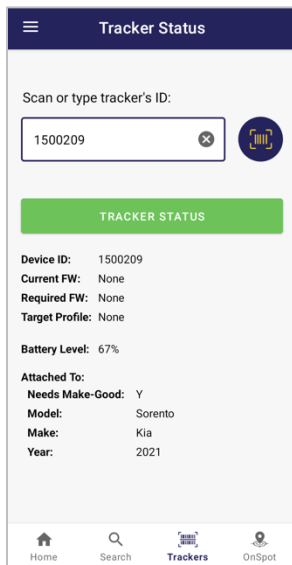 Tracker Status
Scan or type tracker's ID:
1500209
TRACKER STATUS
Device ID: 1500209
Current FW: None
Required FW: None
Target Profile: None
Battery Level: 67%
Attached To:
Needs Make-Good: Y
Model: Sorento
Make: Kia
Year: 2021
Home Search Trackers OnSpot